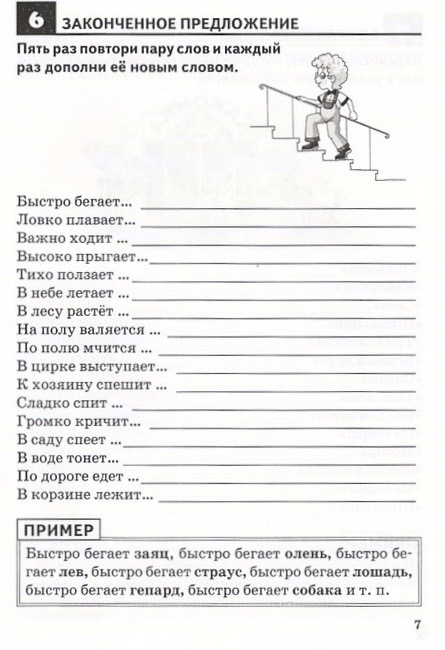 6 ЗАКОНЧЕННОЕ ПРЕДЛОЖЕНИЕ
Пять раз повтори пару слов и каждый
раз дополни её новым словом.
Быстро бегает...
Ловко плавает...
Важно ходит ...
Высоко прыгает...
Тихо ползает ...
В небе летает ...
В лесу растёт ...
На полу валяется ...
По полю мчится ...
В цирке выступает...
К хозяину спешит ...
Сладко спит ...
Громко кричит...
В саду спеет ...
В воде тонет...
По дороге едет ...
В корзине лежит...
ПРИМЕР
Быстро бегает заяц, быстро бегает олень, быстро бе-
гает лев, быстро бегает страус, быстро бегает лошадь,
быстро бегает гепард, быстро бегает собака и т. п.
7